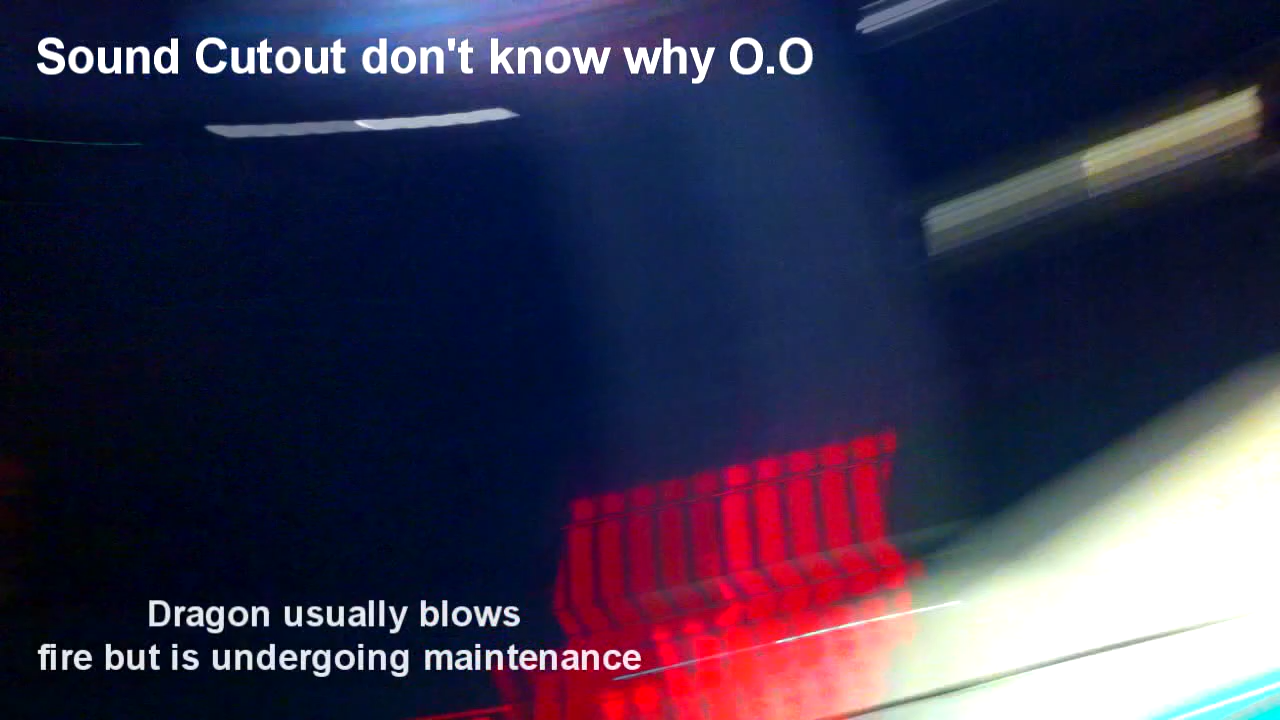 Sound Cutout don't know why O.O
Dragon usually blows
fire but is undergoing maintenance